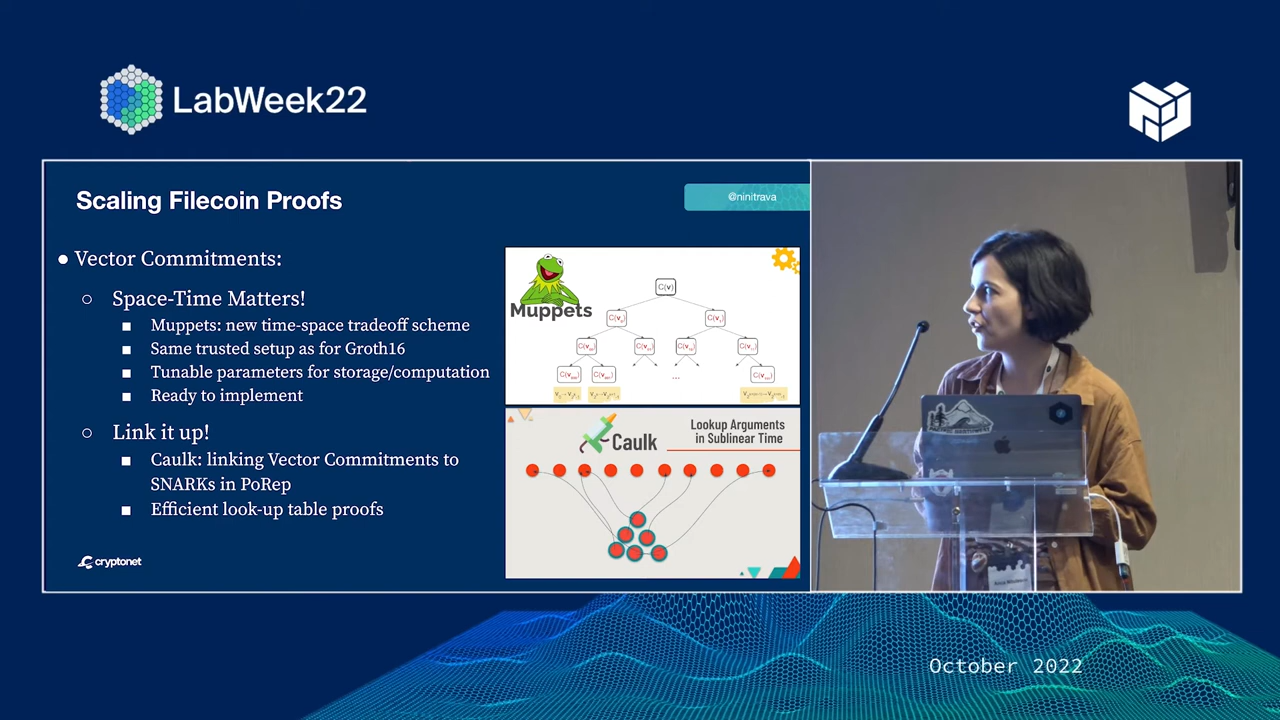 LabWeek22
Scaling Filecoin Proofs
@ninitrava
● Vector Commitments:
○ Space-Time Matters!
■ Muppets: new time-space tradeoff scheme
■ Same trusted setup as for Groth16
■ Tunable parameters for storage/computation
■ Ready to implement
○ Link it up!
■ Caulk: linking Vector Commitments to
SNARKs in PoRep
■ Efficient look-up table proofs
cryptonet
Muppets
C(v)
...
Caulk
Lookup Arguments
in Sublinear Time
October 2022